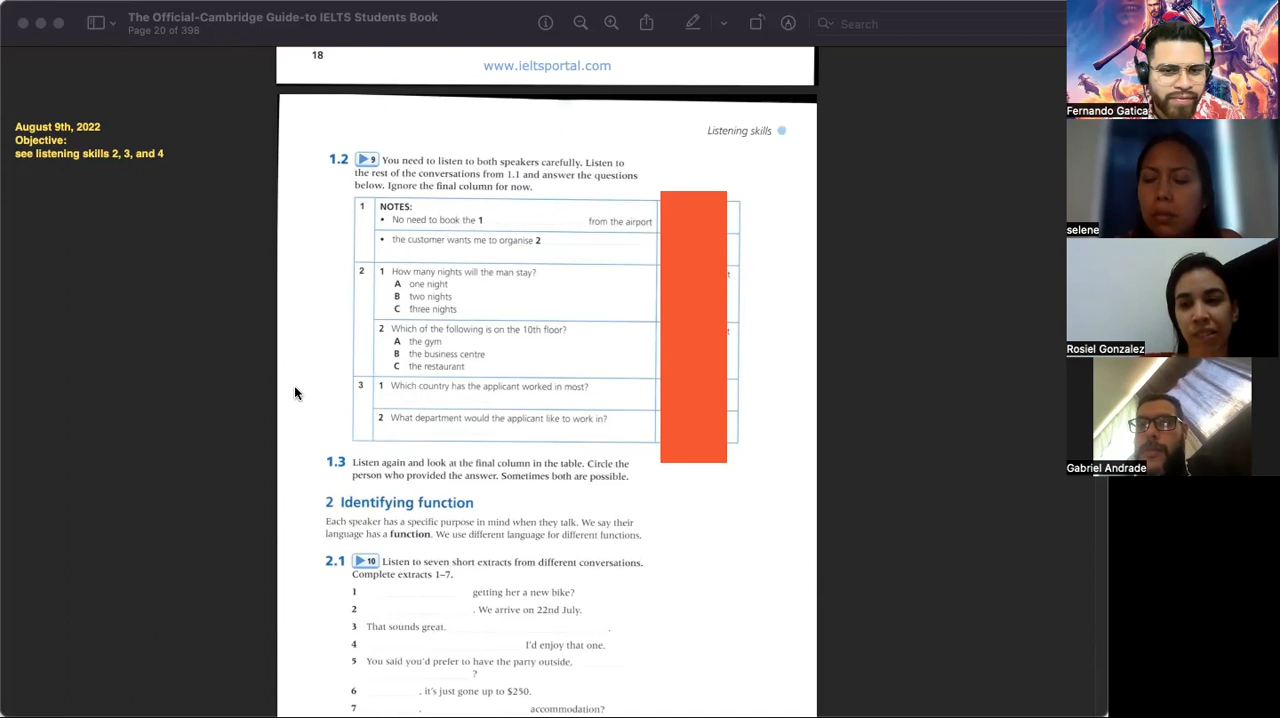 The Official-Cambridge Guide-to IELTS Students Book
Page 20 of 398
Search
18
www.ieltsportal.com
August 9th, 2022
Objective:
see listening skills 2, 3, and 4
Listening skills
1.2 9 You need to listen to both speakers carefully. Listen to
the rest of the conversations from 1.1 and answer the questions
below. Ignore the final column for now.
1 NOTES:
• No need to book the 1 from the airport
• the customer wants me to organise 2
2 1 How many nights will the man stay?
A one night
B two nights
C three nights
2 Which of the following is on the 10th floor?
A the gym
B the business centre
C the restaurant
3 1 Which country has the applicant worked in most?
2 What department would the applicant like to work in?
1.3 Listen again and look at the final column in the table. Circle the
person who provided the answer. Sometimes both are possible.
2 Identifying function
Each speaker has a specific purpose in mind when they talk. We say their
language has a function. We use different language for different functions.
2.1 10 Listen to seven short extracts from different conversations.
Complete extracts 1–7.
1 getting her a new bike?
2 . We arrive on 22nd July.
3 That sounds great. .
4 I'd enjoy that one.
5 You said you'd prefer to have the party outside,
?
6 , it's just gone up to $250.
7 , accommodation?
Fernando Gatica
selene
Rosiel Gonzalez
Gabriel Andrade